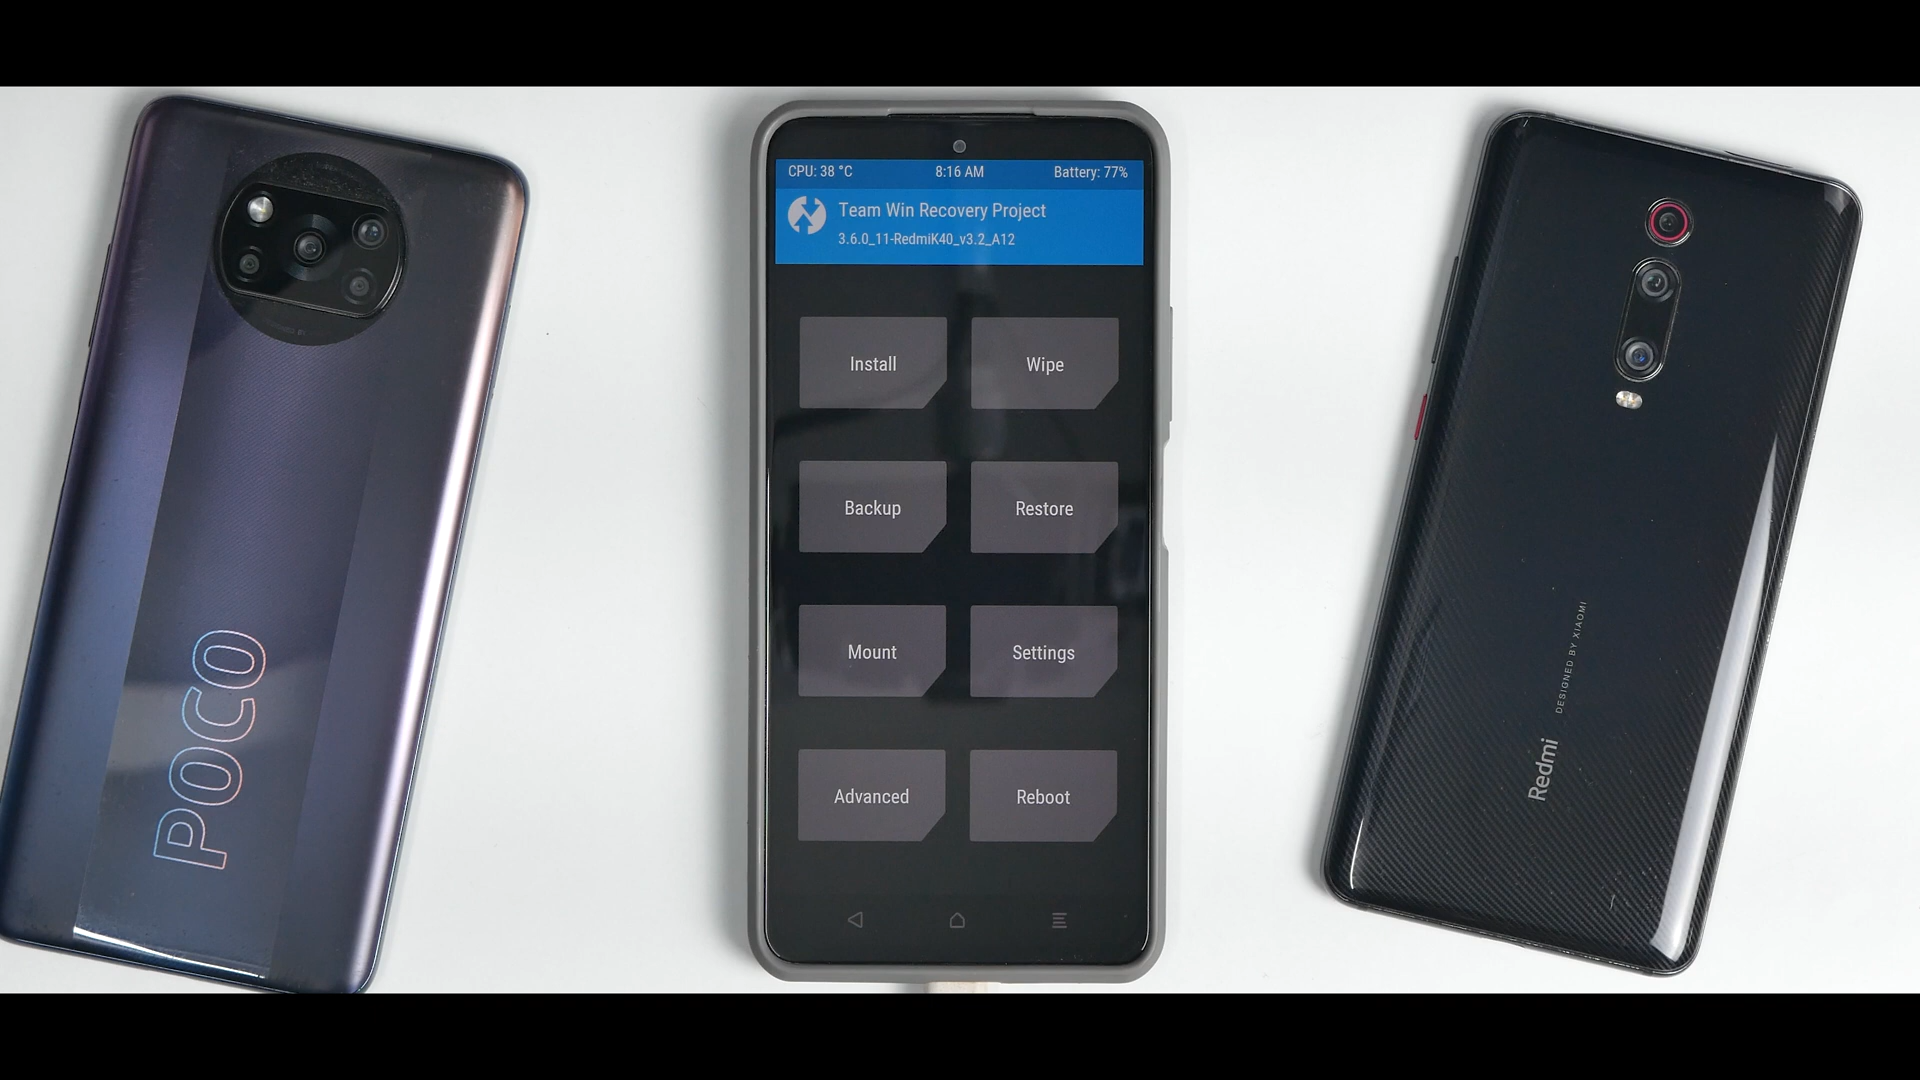 POCO
CPU: 38 °C
8:16 AM
Battery: 77%
Team Win Recovery Project
3.6.0_11-RedmiK40_v3.2_A12
Install
Wipe
Backup
Restore
Mount
Settings
Advanced
Reboot
Redmi
DESIGNED BY XIAOMI